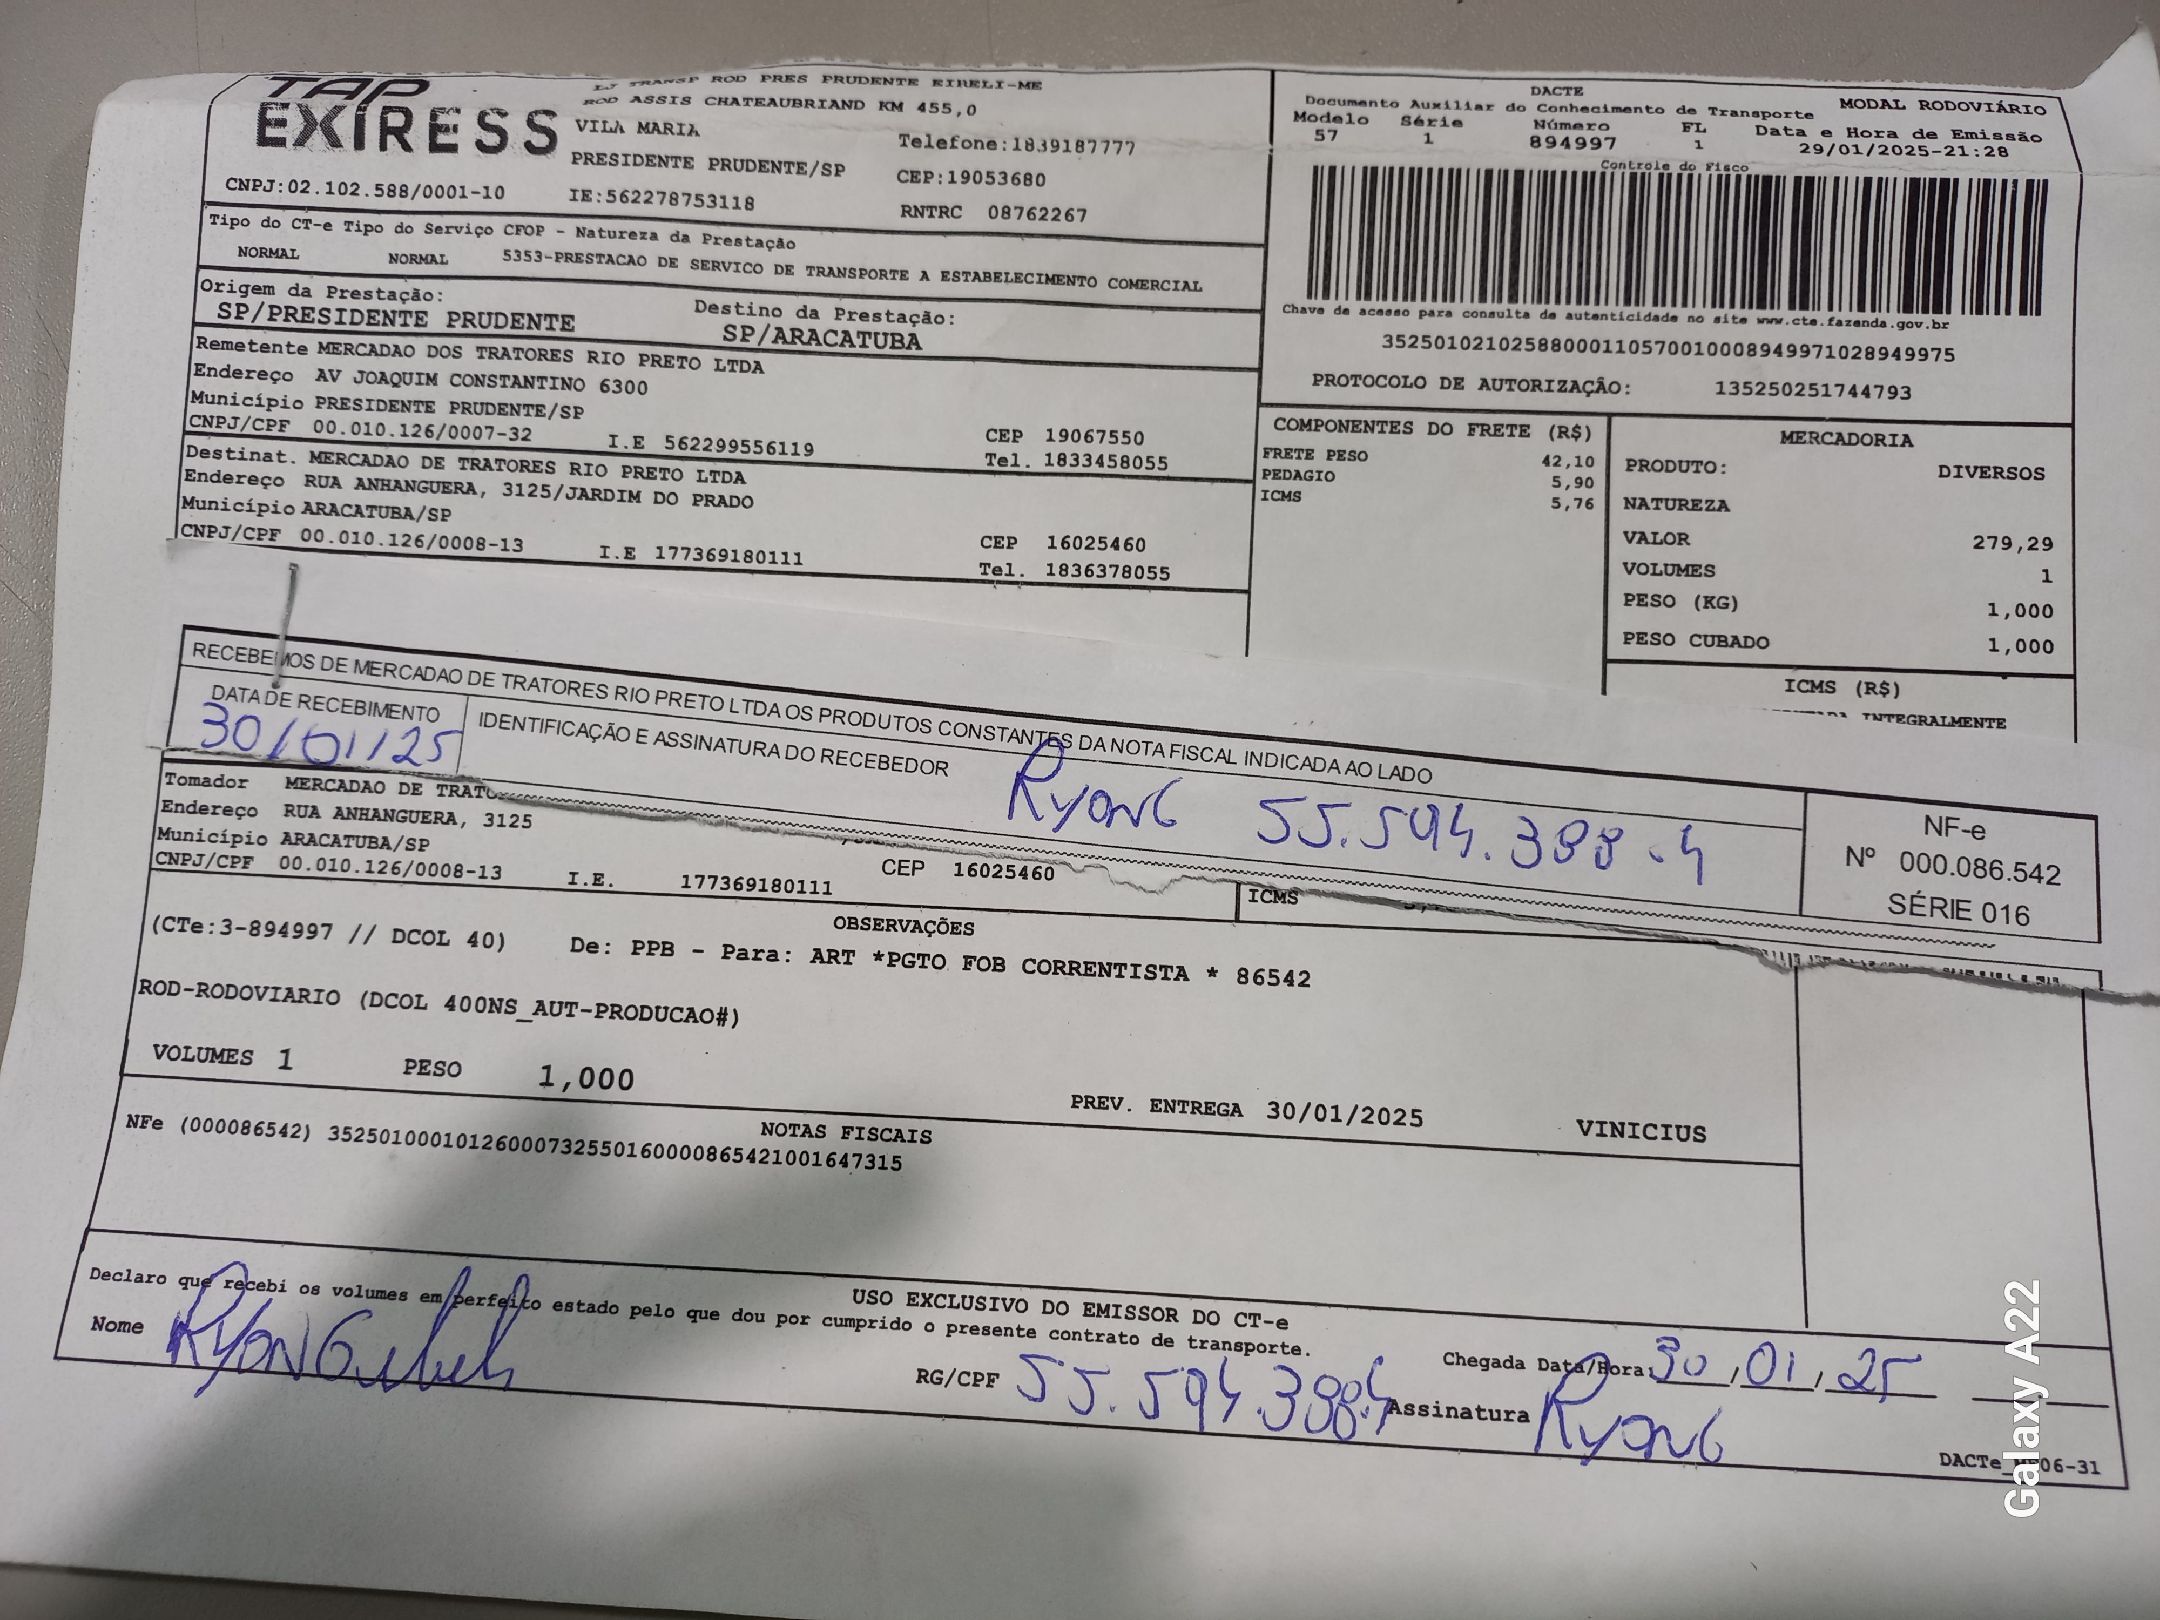 TAP
EXPRESS
TRANSP ROD PRES PRUDENTE EIRELI-ME
ROD ASSIS CHATEAUBRIAND KM 455,0
VILA MARIA
Telefone:1839187777
PRESIDENTE PRUDENTE/SP
CEP:19053680
CNPJ:02.102.588/0001-10
IE:562278753118
RNTRC 08762267
DACTE
MODAL RODOVIÁRIO
Documento Auxiliar do Conhecimento de Transporte
Modelo Série Número FL Data e Hora de Emissão
57 1 894997 1 29/01/2025-21:28
Controle do Fisco
Chave de acesso para consulta de autenticidade no site www.cte.fazenda.gov.br
35250102102588000110570010008949971028949975
PROTOCOLO DE AUTORIZAÇÃO: 135250251744793
Tipo do CT-e Tipo do Serviço CFOP - Natureza da Prestação
NORMAL NORMAL 5353-PRESTACAO DE SERVICO DE TRANSPORTE A ESTABELECIMENTO COMERCIAL
Origem da Prestação: Destino da Prestação:
SP/PRESIDENTE PRUDENTE SP/ARACATUBA
Remetente MERCADAO DOS TRATORES RIO PRETO LTDA
Endereço AV JOAQUIM CONSTANTINO 6300
Município PRESIDENTE PRUDENTE/SP
CEP 19067550
CNPJ/CPF 00.010.126/0007-32 I.E 562299556119 Tel. 1833458055
Destinat. MERCADAO DE TRATORES RIO PRETO LTDA
Endereço RUA ANHANGUERA, 3125/JARDIM DO PRADO
Município ARACATUBA/SP
CEP 16025460
CNPJ/CPF 00.010.126/0008-13 I.E 177369180111 Tel. 1836378055
COMPONENTES DO FRETE (R$)
FRETE PESO 42,10
PEDAGIO 5,90
ICMS 5,76
MERCADORIA
PRODUTO: DIVERSOS
NATUREZA
VALOR 279,29
VOLUMES 1
PESO (KG) 1,000
PESO CUBADO 1,000
ICMS (R$)
INTEGRALMENTE
RECEBEMOS DE MERCADAO DE TRATORES RIO PRETO LTDA OS PRODUTOS CONSTANTES DA NOTA FISCAL INDICADA AO LADO
DATA DE RECEBIMENTO
30/01/25
IDENTIFICAÇÃO E ASSINATURA DO RECEBEDOR
RyanG 55.594.388-4
NF-e
Nº 000.086.542
SÉRIE 016
Tomador MERCADAO DE
Endereço RUA ANHANGUERA, 3125
Município ARACATUBA/SP
CEP 16025460
CNPJ/CPF 00.010.126/0008-13 I.E. 177369180111
ICMS
OBSERVAÇÕES
(CTe:3-894997 // DCOL 40) De: PPB - Para: ART *PGTO FOB CORRENTISTA * 86542
ROD-RODOVIARIO (DCOL 400NS_AUT-PRODUCAO#)
VOLUMES 1 PESO 1,000
PREV. ENTREGA 30/01/2025 VINICIUS
NOTAS FISCAIS
NFe (000086542) 35250100010126000732550160000865421001647315
USO EXCLUSIVO DO EMISSOR DO CT-e
Declaro que recebi os volumes em perfeito estado pelo que dou por cumprido o presente contrato de transporte.
Nome
RG/CPF 55.594.388-4
Chegada Data/Hora: 30,01,25
Assinatura RyanG
DACTe
06-31
Galaxy A22